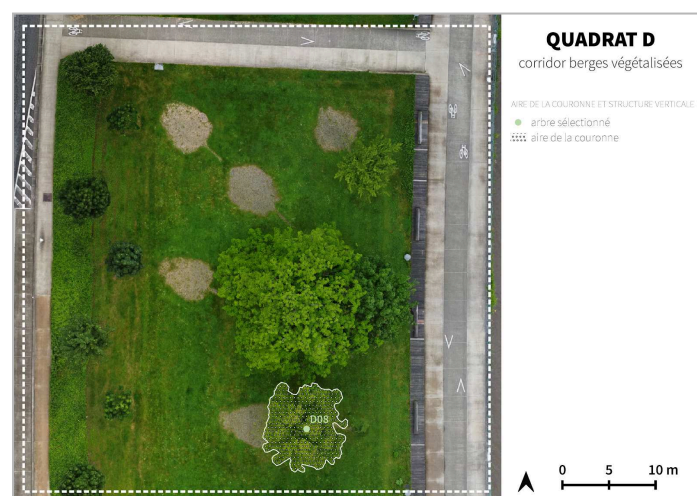 QUADRAT D
corridor berges végétalisées
AIRE DE LA COURONNE ET STRUCTURE VERTICALE
arbre sélectionné
aire de la couronne
D08
0 5 10 m